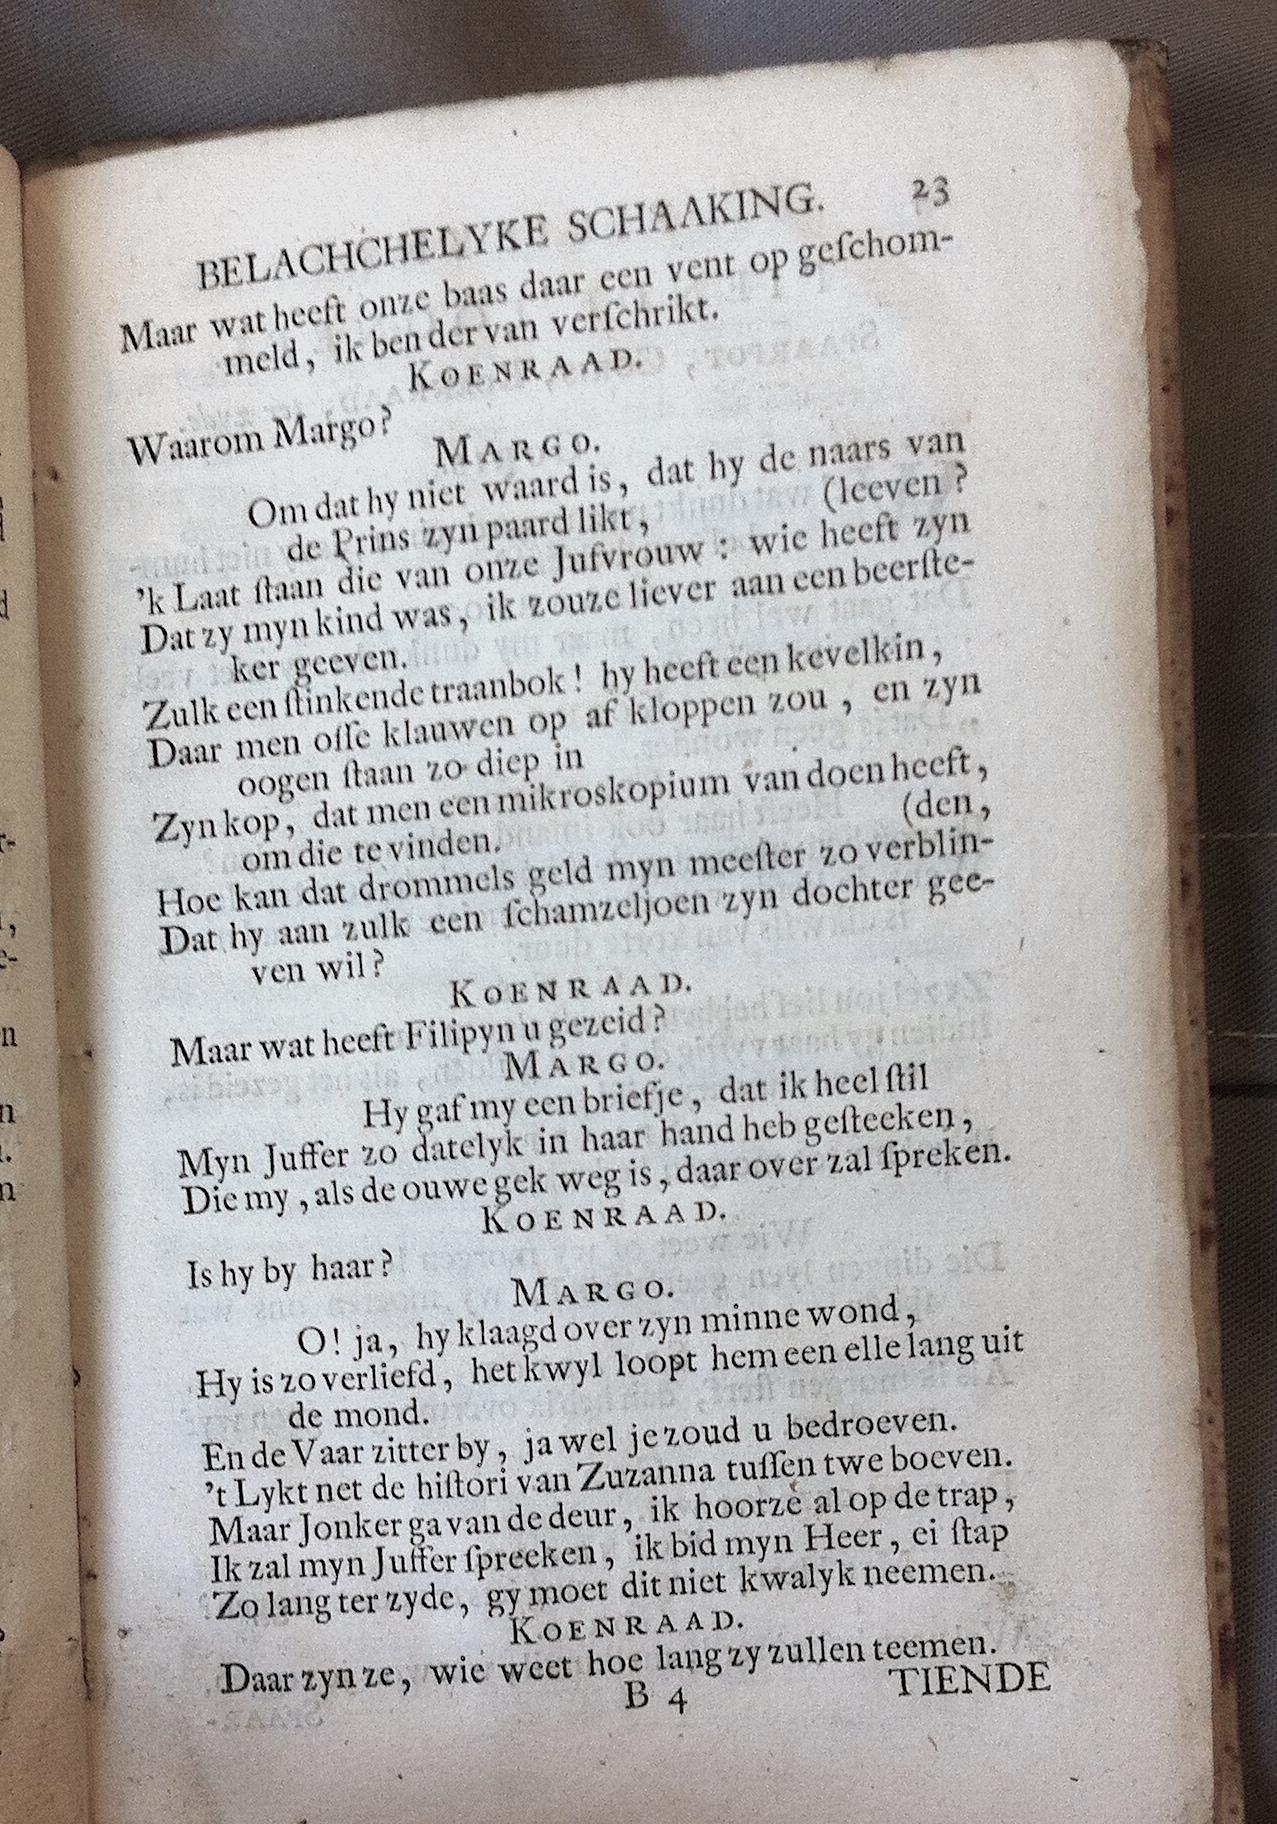 BELACHCHELYKE SCHAAKING. 23
Maar wat heeft onze baas daar een vent op geſchom-
meld, ik ben der van verſchrikt.
KOENRAAD.
Waarom Margo?
MARGO.
Om dat hy niet waard is, dat hy de naars van
de Prins zyn paard likt, (leeven?
'k Laat ſtaan die van onze Jufvrouw: wie heeft zyn
Dat zy myn kind was, ik zouze liever aan een beerſte-
ker geeven.
Zulk een ſtinkende traanbok! hy heeft een kevelkin,
Daar men oſſe klauwen op af kloppen zou, en zyn
oogen ſtaan zo diep in
Zyn kop, dat men een mikroskopium van doen heeft,
om die te vinden. (den,
Hoe kan dat drommels geld myn meeſter zo verblin-
Dat hy aan zulk een ſchamzeljoen zyn dochter gee-
ven wil?
KOENRAAD.
Maar wat heeft Filipyn u gezeid?
MARGO.
Hy gaf my een briefje, dat ik heel ſtil
Myn Juffer zo datelyk in haar hand heb geſteeken,
Die my, als de ouwe gek weg is, daar over zal ſpreken.
KOENRAAD.
Is hy by haar?
MARGO.
O! ja, hy klaagd over zyn minne wond,
Hy is zo verliefd, het kwyl loopt hem een elle lang uit
de mond.
En de Vaar zitter by, ja wel je zoud u bedroeven.
't Lykt net de hiſtori van Zuzanna tuſſen twe boeven.
Maar Jonker ga van de deur, ik hoorze al op de trap,
Ik zal myn Juffer ſpreeken, ik bid myn Heer, ei ſtap
Zo lang ter zyde, gy moet dit niet kwalyk neemen.
KOENRAAD.
Daar zyn ze, wie weet hoe lang zy zullen teemen.
B 4 TIENDE